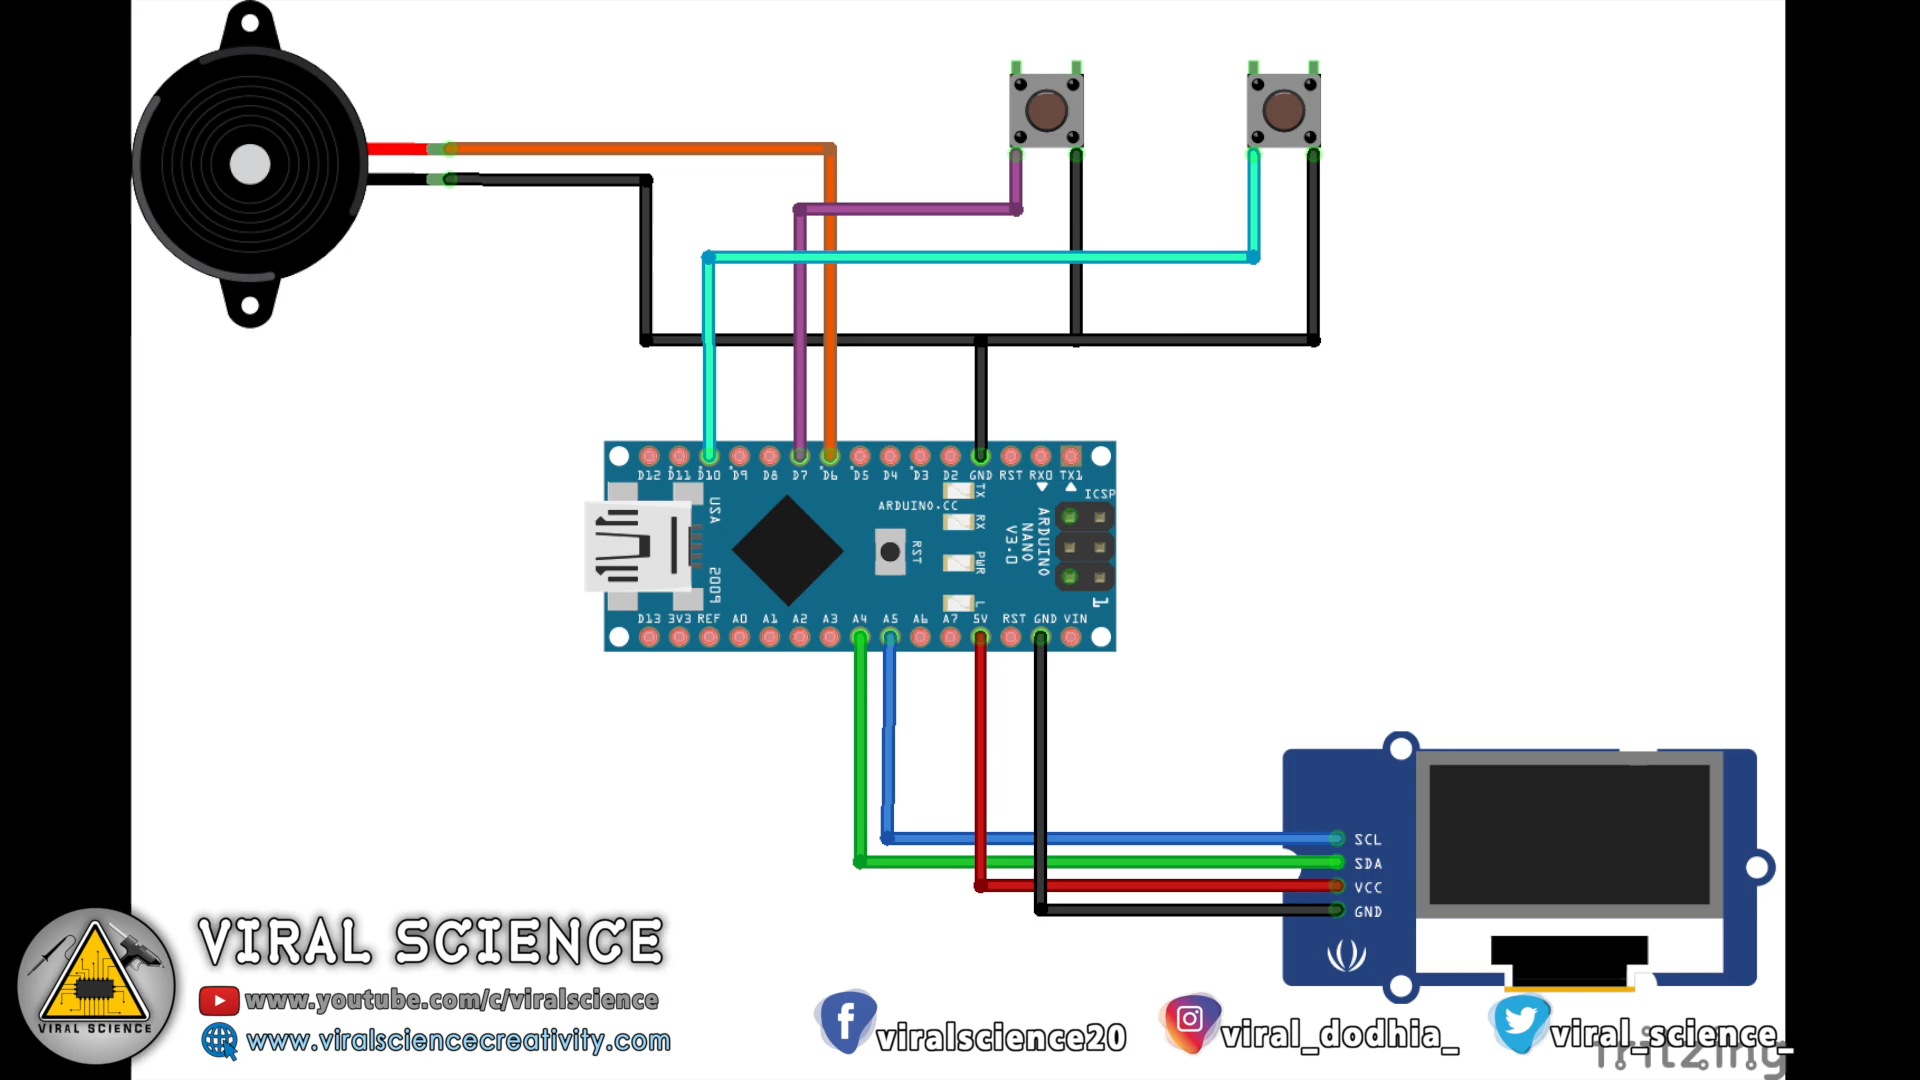 D12 D11 D10 D9 D8 D7 D6 D5 D4 D3 D2 GND RST RX0 TX1
ICSP
USA
2009
ARDUINO.CC
RST
TX
RX
PWR
L
ARDUINO
NANO
V3.0
1
D13 3V3 REF A0 A1 A2 A3 A4 A5 A6 A7 5V RST GND VIN
SCL
SDA
VCC
GND
VIRAL SCIENCE
VIRAL SCIENCE
www.youtube.com/c/viralscience
www.viralsciencecreativity.com
viralscience20
viral_dodhia_
viral_science_
fritzing